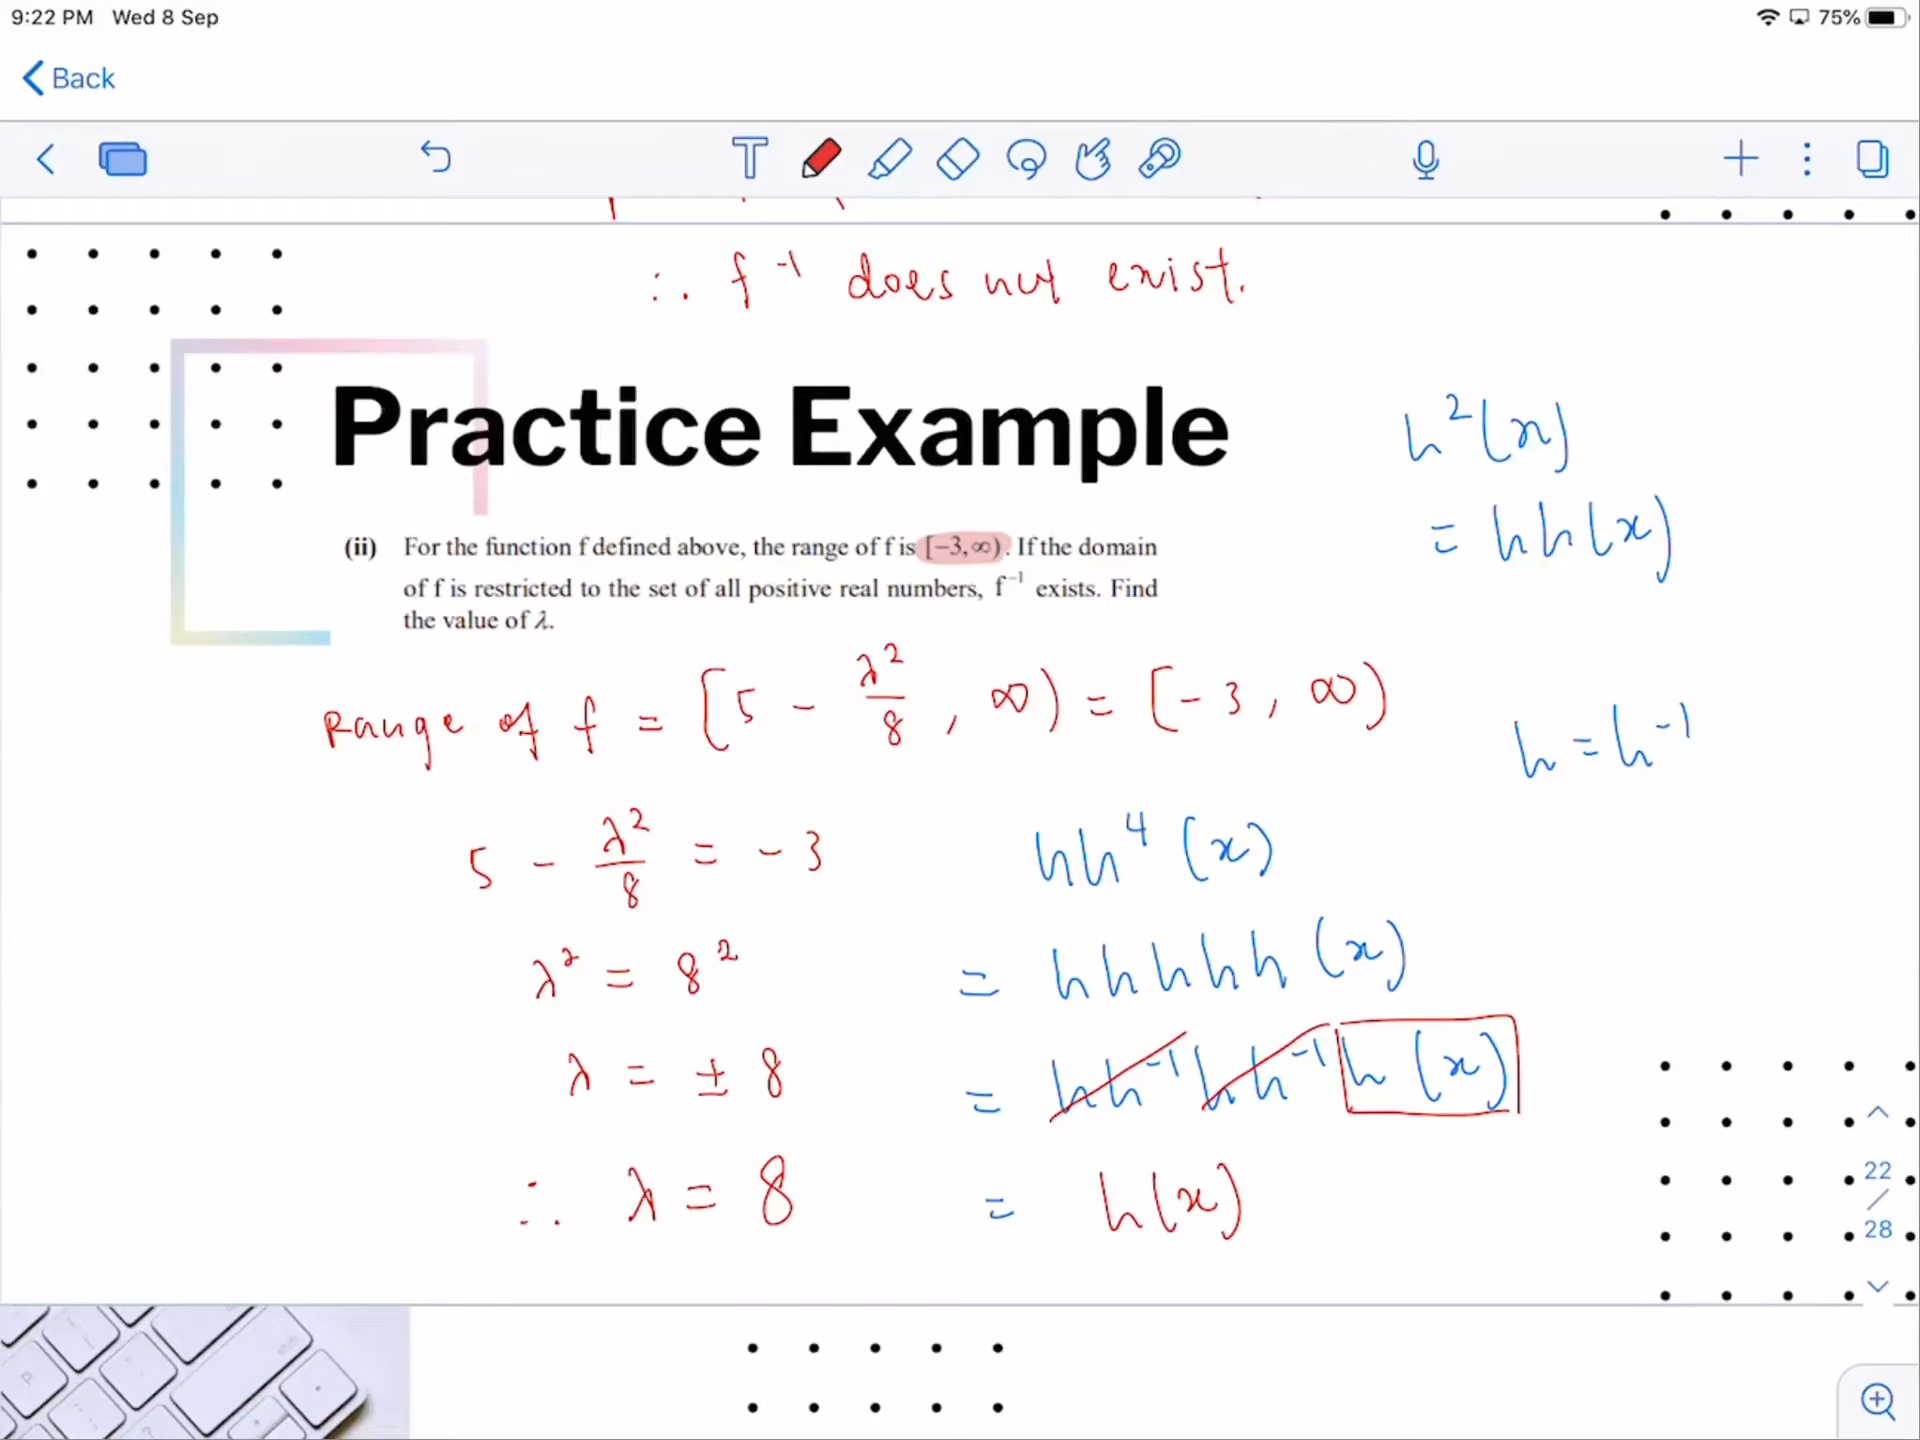 9:22 PM Wed 8 Sep 75%
Back
∴ f⁻¹ does not exist.
Practice Example
(ii) For the function f defined above, the range of f is [−3, ∞). If the domain
of f is restricted to the set of all positive real numbers, f⁻¹ exists. Find
the value of λ.
Range of f = [5 − λ²/8, ∞) = [−3, ∞)
5 − λ²/8 = −3
λ² = 8²
λ = ± 8
∴ λ = 8
h²(x)
= hh(x)
h = h⁻¹
hh⁴(x)
= hhhhh(x)
= hh⁻¹hh⁻¹h(x)
= h(x)
22
/
28